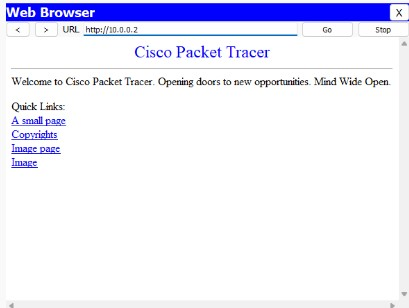 Web Browser X
< > URL http://10.0.0.2 Go Stop
Cisco Packet Tracer
Welcome to Cisco Packet Tracer. Opening doors to new opportunities. Mind Wide Open.
Quick Links:
A small page
Copyrights
Image page
Image